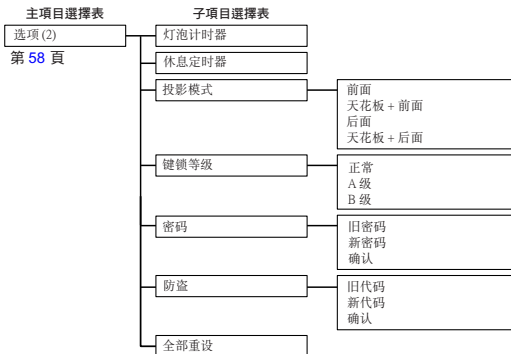 主項目選擇表
子項目選擇表
选项 (2)
第 58 頁
灯泡计时器
休息定时器
投影模式
前面
天花板 + 前面
后面
天花板 + 后面
键锁等级
正常
A 级
B 级
密码
旧密码
新密码
确认
防盗
旧代码
新代码
确认
全部重设